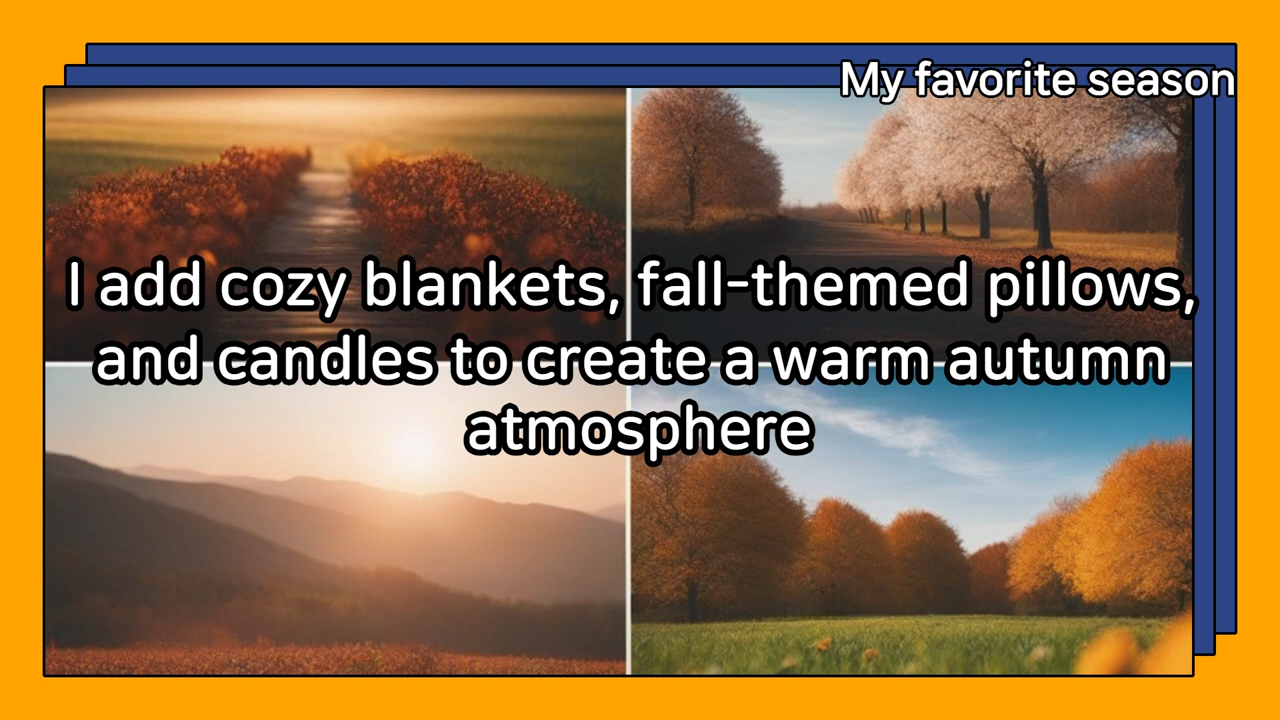 My favorite season
I add cozy blankets, fall-themed pillows,
and candles to create a warm autumn
atmosphere